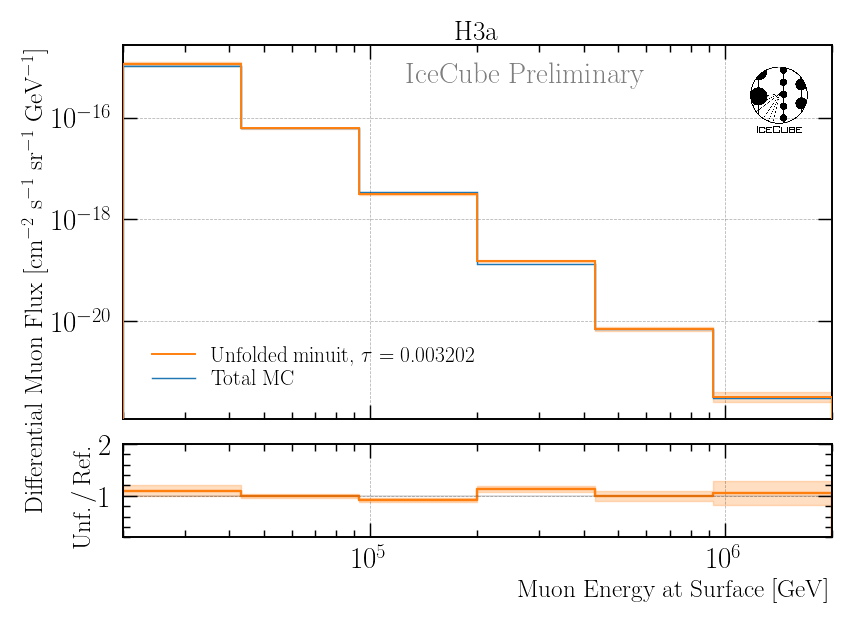 H3a
IceCube Preliminary
ICECUBE
Differential Muon Flux [cm⁻² s⁻¹ sr⁻¹ GeV⁻¹]
10⁻¹⁶
10⁻¹⁸
10⁻²⁰
Unfolded minuit, τ = 0.003202
Total MC
Unf. / Ref.
2
1
10⁵
10⁶
Muon Energy at Surface [GeV]